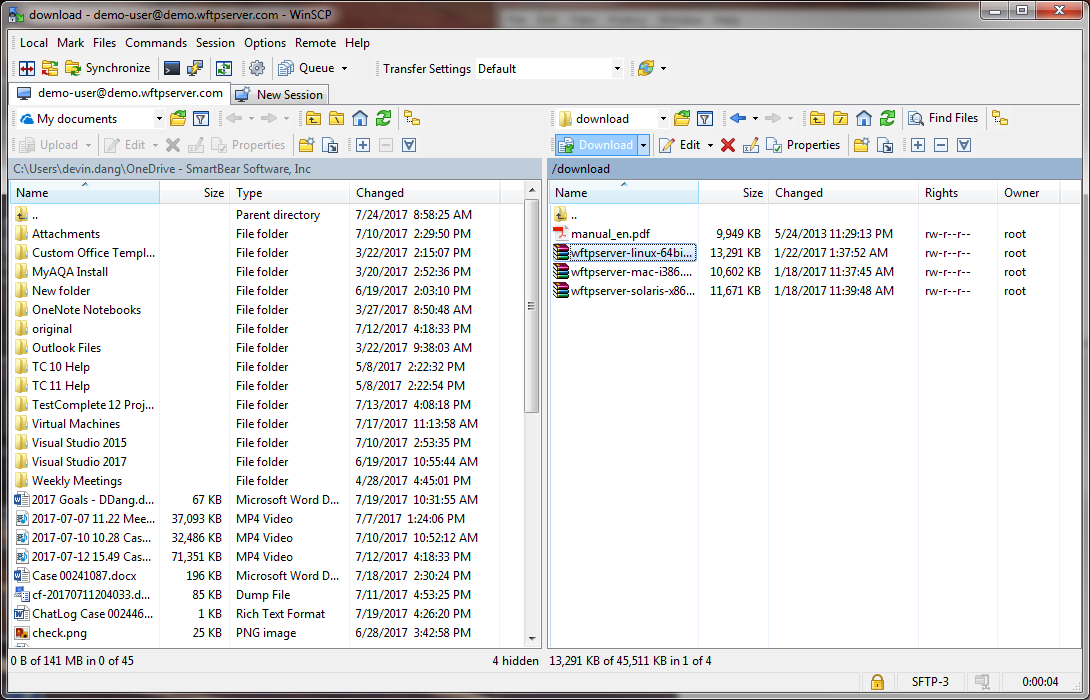 download - demo-user@demo.wftpserver.com - WinSCP
Local Mark Files Commands Session Options Remote Help
Synchronize Queue Transfer Settings Default
demo-user@demo.wftpserver.com New Session
My documents download Find Files
Upload Edit Properties Download Edit Properties
C:\Users\devin.dang\OneDrive - SmartBear Software, Inc /download
Name Size Type Changed Name Size Changed Rights Owner
.. Parent directory 7/24/2017 8:58:25 AM ..
Attachments File folder 7/10/2017 2:29:50 PM manual_en.pdf 9,949 KB 5/24/2013 11:29:13 PM rw-r--r-- root
Custom Office Templ... File folder 3/22/2017 2:15:07 PM wftpserver-linux-64bi... 13,291 KB 1/22/2017 1:37:52 AM rw-r--r-- root
MyAQA Install File folder 3/20/2017 2:52:36 PM wftpserver-mac-i386.... 10,602 KB 1/18/2017 11:37:45 AM rw-r--r-- root
New folder File folder 6/19/2017 2:03:10 PM wftpserver-solaris-x86... 11,671 KB 1/18/2017 11:39:48 AM rw-r--r-- root
OneNote Notebooks File folder 3/27/2017 8:50:48 AM
original File folder 7/12/2017 4:18:33 PM
Outlook Files File folder 3/22/2017 9:38:03 AM
TC 10 Help File folder 5/8/2017 2:22:32 PM
TC 11 Help File folder 5/8/2017 2:22:54 PM
TestComplete 12 Proj... File folder 7/13/2017 4:08:18 PM
Virtual Machines File folder 7/17/2017 11:13:58 AM
Visual Studio 2015 File folder 7/10/2017 2:53:35 PM
Visual Studio 2017 File folder 6/19/2017 10:55:44 AM
Weekly Meetings File folder 4/28/2017 4:45:01 PM
2017 Goals - DDang.d... 67 KB Microsoft Word D... 7/19/2017 10:31:55 AM
2017-07-07 11.22 Mee... 37,093 KB MP4 Video 7/7/2017 1:24:06 PM
2017-07-10 10.28 Cas... 32,486 KB MP4 Video 7/10/2017 10:52:12 AM
2017-07-12 15.49 Cas... 71,351 KB MP4 Video 7/12/2017 4:18:33 PM
Case 00241087.docx 196 KB Microsoft Word D... 7/18/2017 2:30:24 PM
cf-20170711204033.d... 85 KB Dump File 7/11/2017 4:53:25 PM
ChatLog Case 002446... 1 KB Rich Text Format 7/19/2017 4:26:20 PM
check.png 25 KB PNG image 6/28/2017 3:42:58 PM
0 B of 141 MB in 0 of 45 4 hidden 13,291 KB of 45,511 KB in 1 of 4
SFTP-3 0:00:04